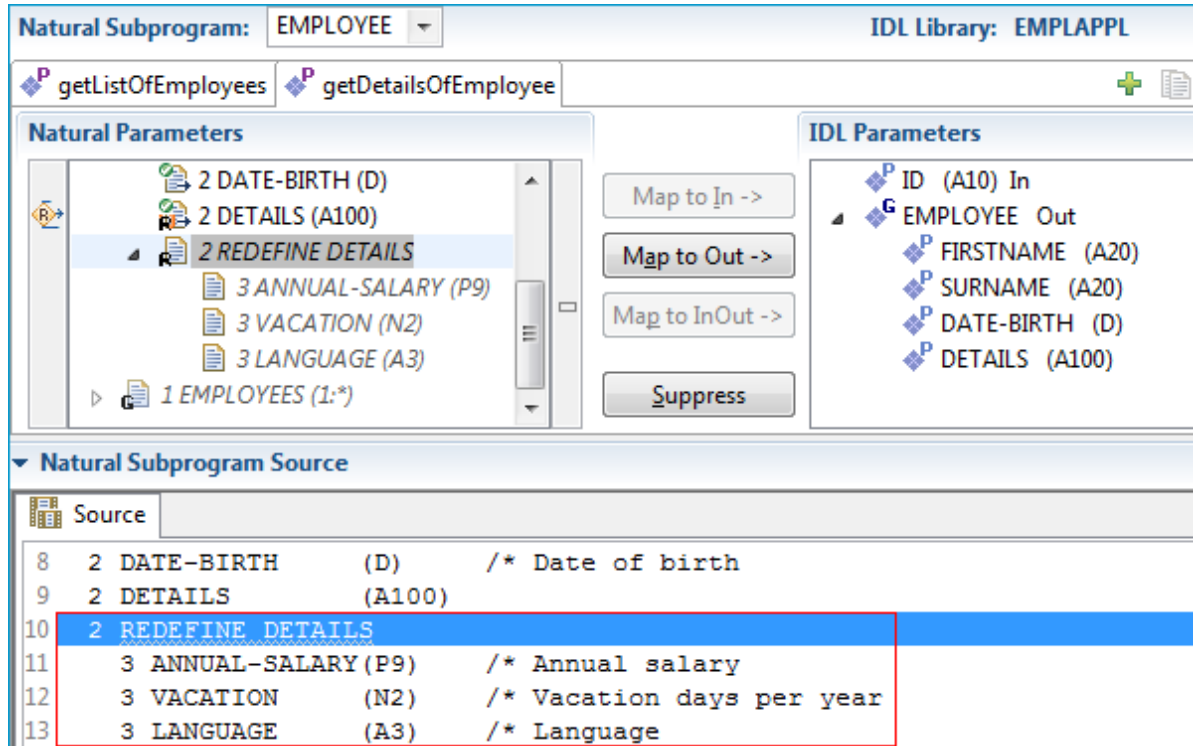 Natural Subprogram: EMPLOYEE IDL Library: EMPLAPPL
getListOfEmployees getDetailsOfEmployee
Natural Parameters
2 DATE-BIRTH (D)
2 DETAILS (A100)
2 REDEFINE DETAILS
3 ANNUAL-SALARY (P9)
3 VACATION (N2)
3 LANGUAGE (A3)
1 EMPLOYEES (1:*)
Map to In ->
Map to Out ->
Map to InOut ->
Suppress
IDL Parameters
ID (A10) In
EMPLOYEE Out
FIRSTNAME (A20)
SURNAME (A20)
DATE-BIRTH (D)
DETAILS (A100)
Natural Subprogram Source
Source
8 2 DATE-BIRTH (D) /* Date of birth
9 2 DETAILS (A100)
10 2 REDEFINE DETAILS
11 3 ANNUAL-SALARY(P9) /* Annual salary
12 3 VACATION (N2) /* Vacation days per year
13 3 LANGUAGE (A3) /* Language